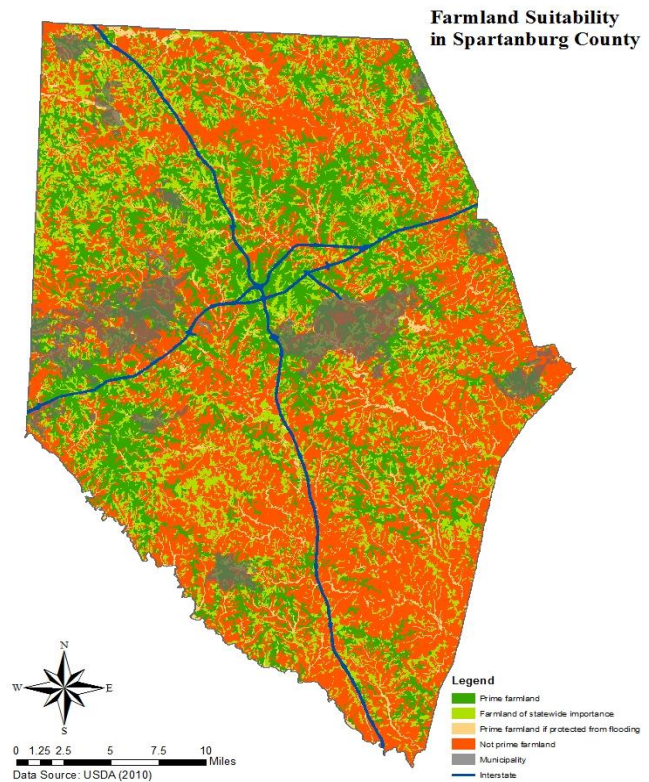 Farmland Suitability
in Spartanburg County
N
W
E
S
0 1.25 2.5 5 7.5 10
Miles
Data Source: USDA (2010)
Legend
Prime farmland
Farmland of statewide importance
Prime farmland if protected from flooding
Not prime farmland
Municipality
Interstate